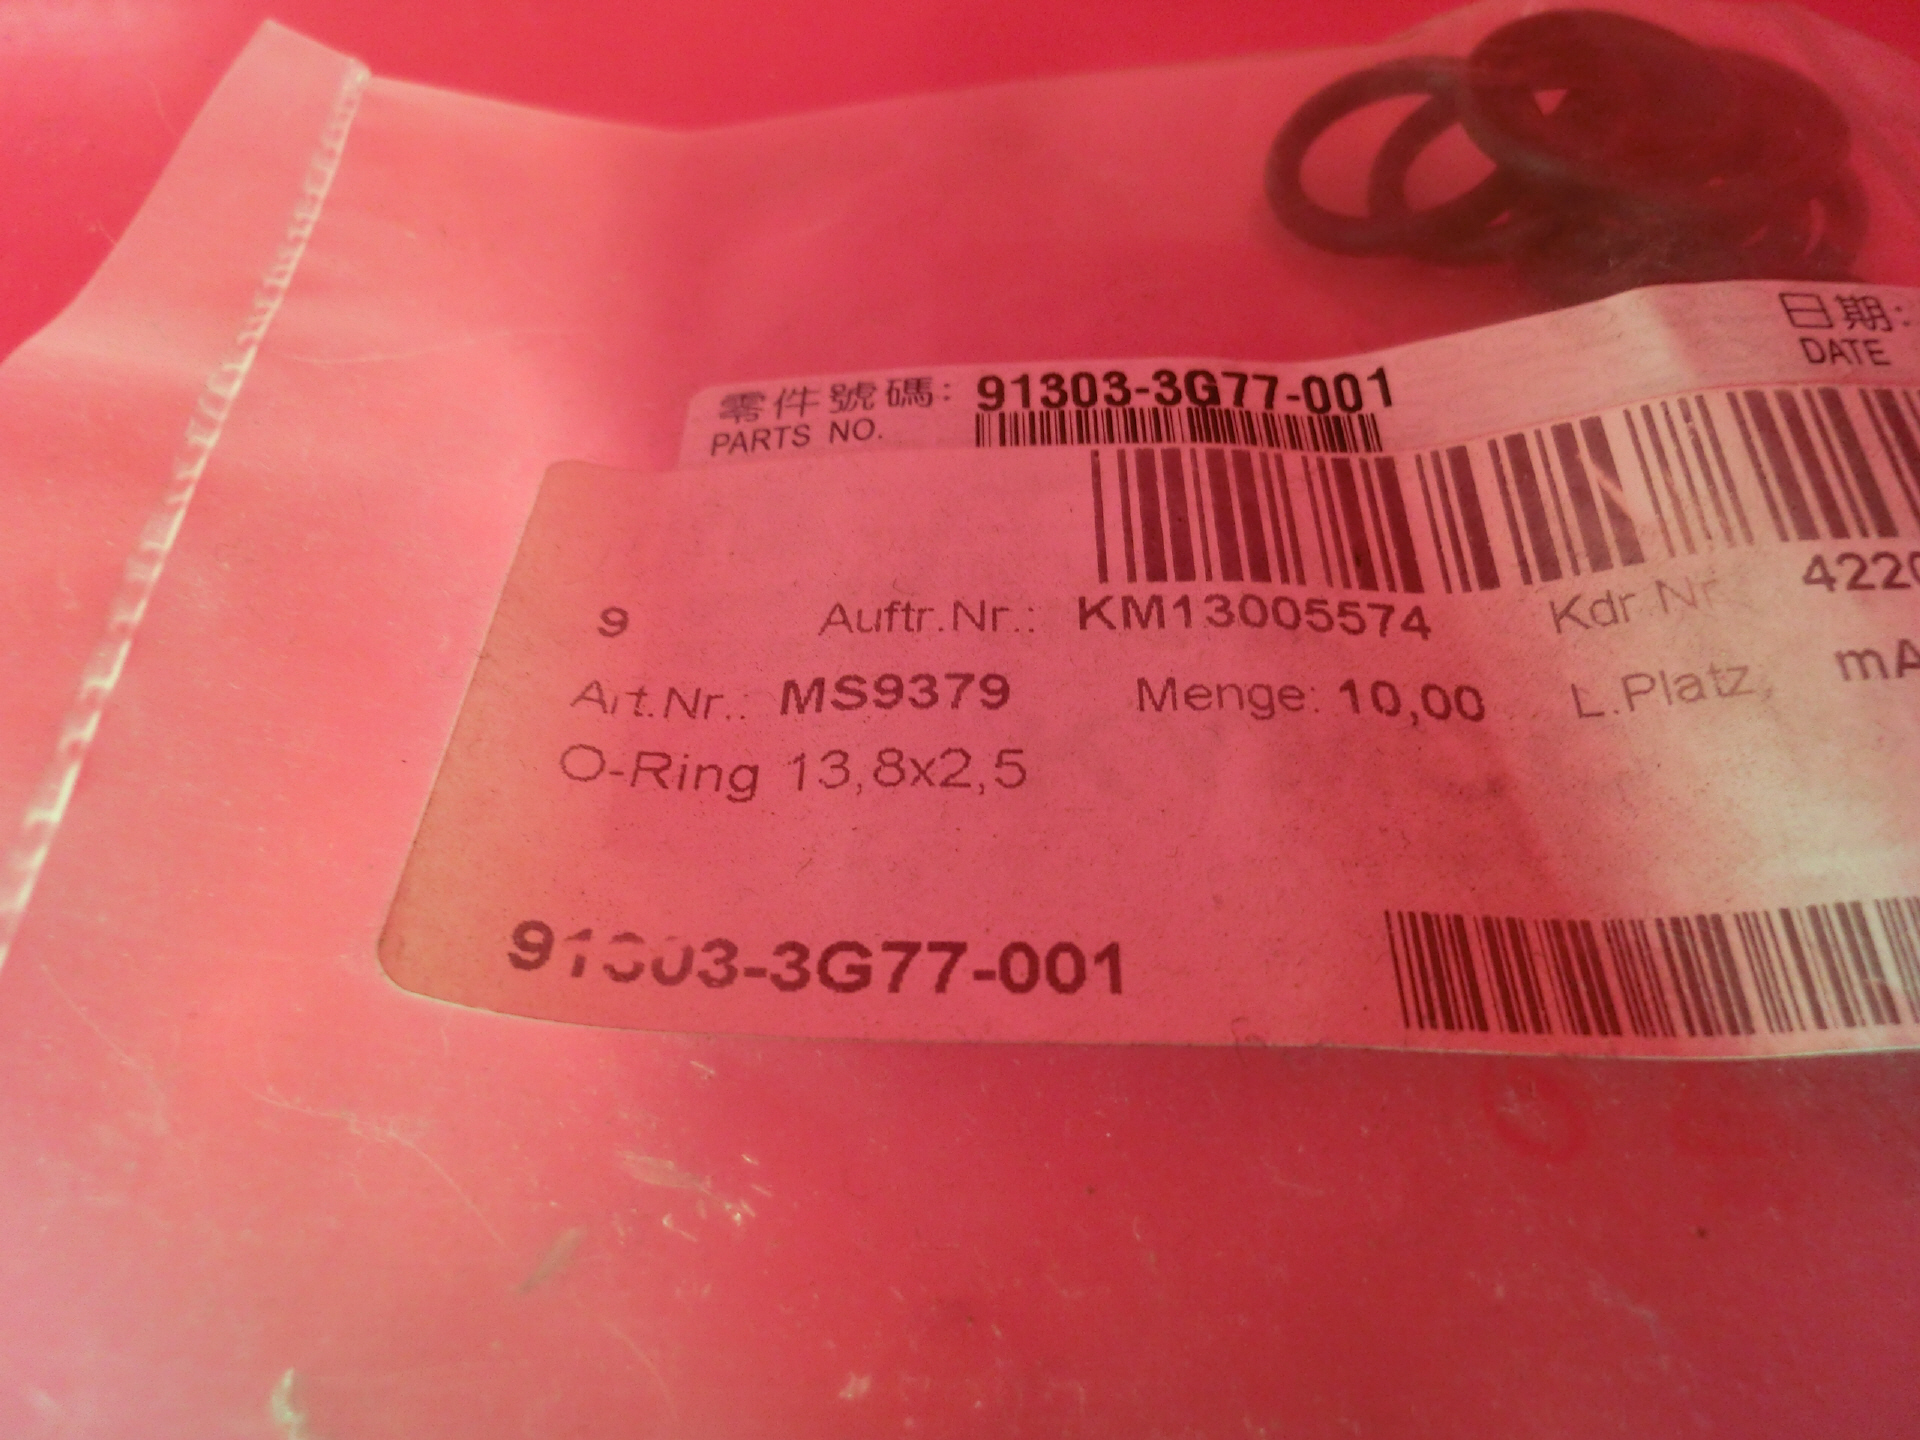 日期:
DATE
零件號碼: 91303-3G77-001
PARTS NO.
9 Auftr.Nr.: KM13005574 Kdr.Nr 4220
Art.Nr.: MS9379 Menge: 10,00 L.Platz mA
O-Ring 13,8x2,5
91303-3G77-001